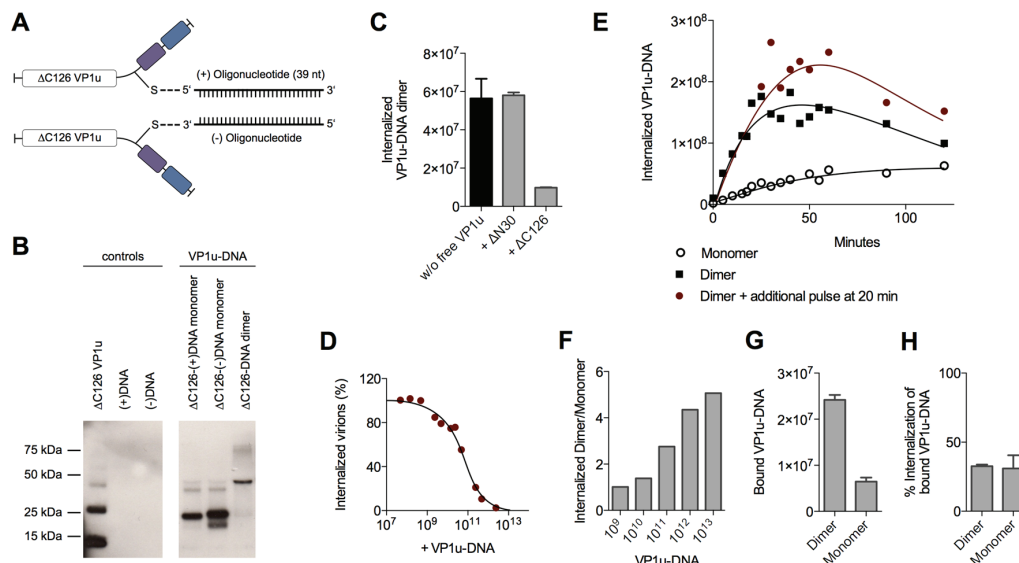 A
ΔC126 VP1u
S
5'
(+) Oligonucleotide (39 nt)
3'
ΔC126 VP1u
S
3'
(-) Oligonucleotide
5'
B
controls
VP1u-DNA
ΔC126 VP1u
(+)DNA
(-)DNA
ΔC126-(+)DNA monomer
ΔC126-(-)DNA monomer
ΔC126-DNA dimer
75 kDa
50 kDa
25 kDa
15 kDa
C
Internalized
VP1u-DNA dimer
8×10⁷
6×10⁷
4×10⁷
2×10⁷
0
w/o free VP1u
+ ΔN30
+ ΔC126
D
Internalized virions (%)
120
80
40
0
10⁷
10⁹
10¹¹
10¹³
+ VP1u-DNA
E
Internalized VP1u-DNA
3×10⁸
2×10⁸
1×10⁸
0
0
50
100
Minutes
Monomer
Dimer
Dimer + additional pulse at 20 min
F
Internalized Dimer/Monomer
6
4
2
0
10⁹
10¹⁰
10¹¹
10¹²
10¹³
VP1u-DNA
G
Bound VP1u-DNA
3×10⁷
2×10⁷
1×10⁷
0
Dimer
Monomer
H
% Internalization of
bound VP1u-DNA
100
50
0
Dimer
Monomer